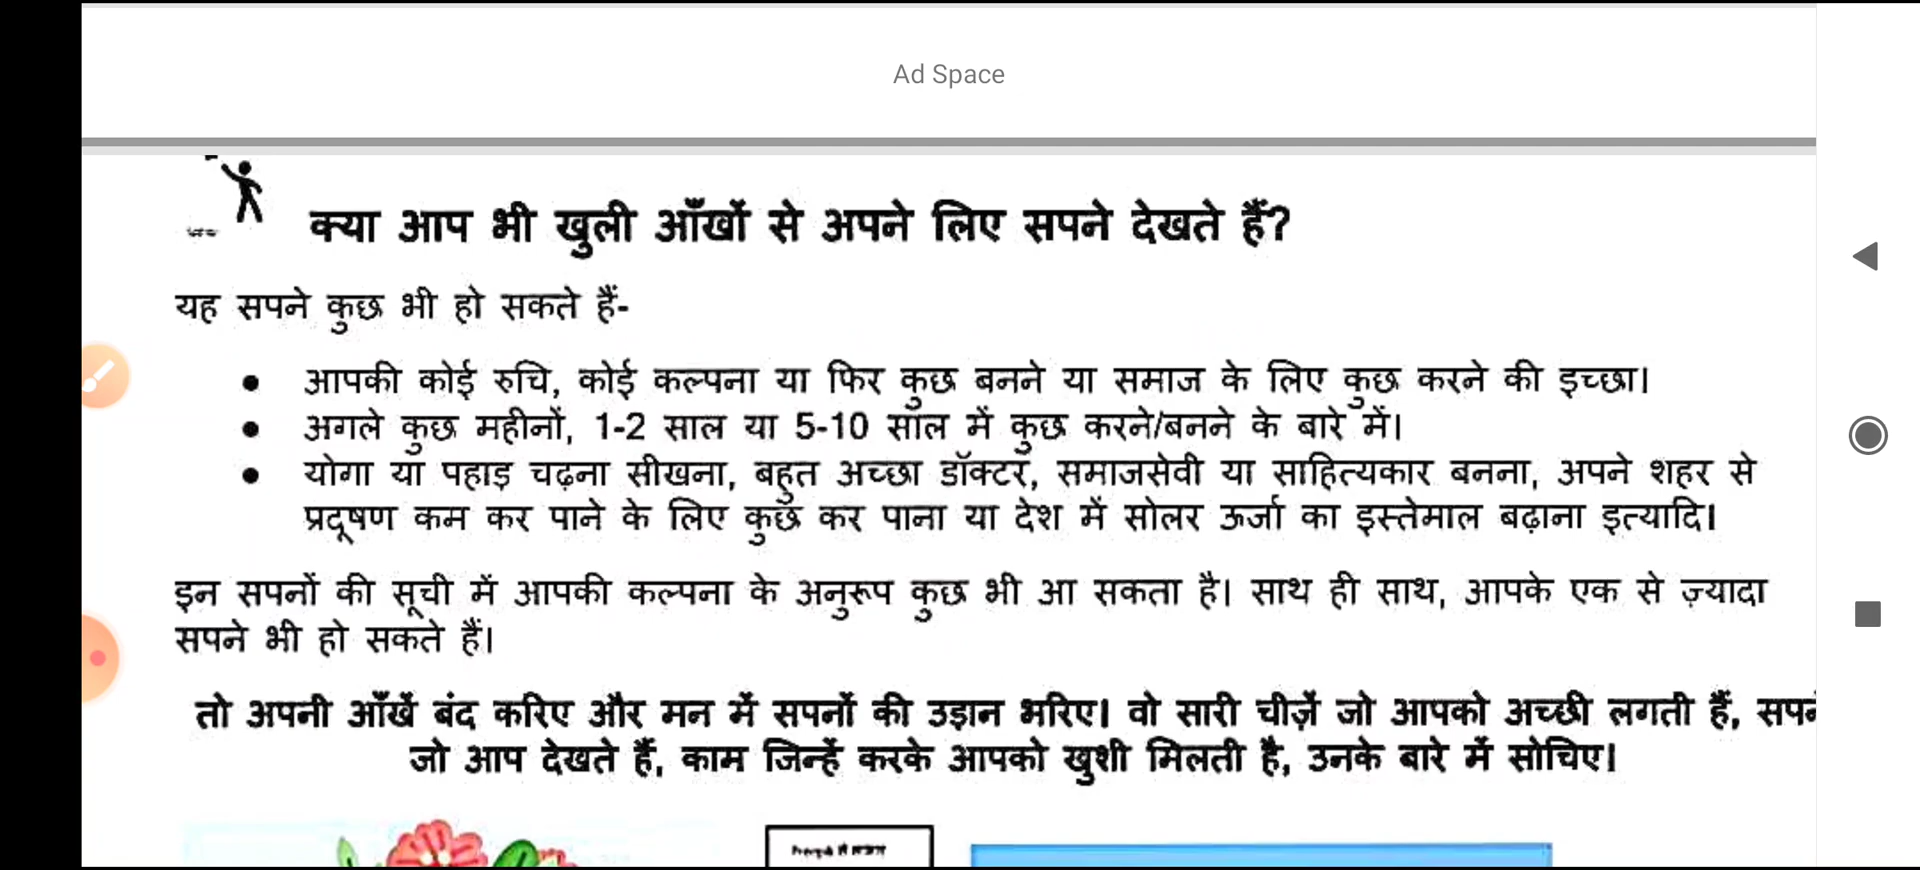 Ad Space
क्या आप भी खुली आँखों से अपने लिए सपने देखते हैं?
यह सपने कुछ भी हो सकते हैं-
● आपकी कोई रुचि, कोई कल्पना या फिर कुछ बनने या समाज के लिए कुछ करने की इच्छा।
● अगले कुछ महीनों, 1-2 साल या 5-10 साल में कुछ करने/बनने के बारे में।
● योगा या पहाड़ चढ़ना सीखना, बहुत अच्छा डॉक्टर, समाजसेवी या साहित्यकार बनना, अपने शहर से
प्रदूषण कम कर पाने के लिए कुछ कर पाना या देश में सोलर ऊर्जा का इस्तेमाल बढ़ाना इत्यादि।
इन सपनों की सूची में आपकी कल्पना के अनुरूप कुछ भी आ सकता है। साथ ही साथ, आपके एक से ज़्यादा
सपने भी हो सकते हैं।
तो अपनी आँखें बंद करिए और मन में सपनों की उड़ान भरिए। वो सारी चीज़ें जो आपको अच्छी लगती हैं,
जो आप देखते हैं, काम जिन्हें करके आपको खुशी मिलती है, उनके बारे में सोचिए।